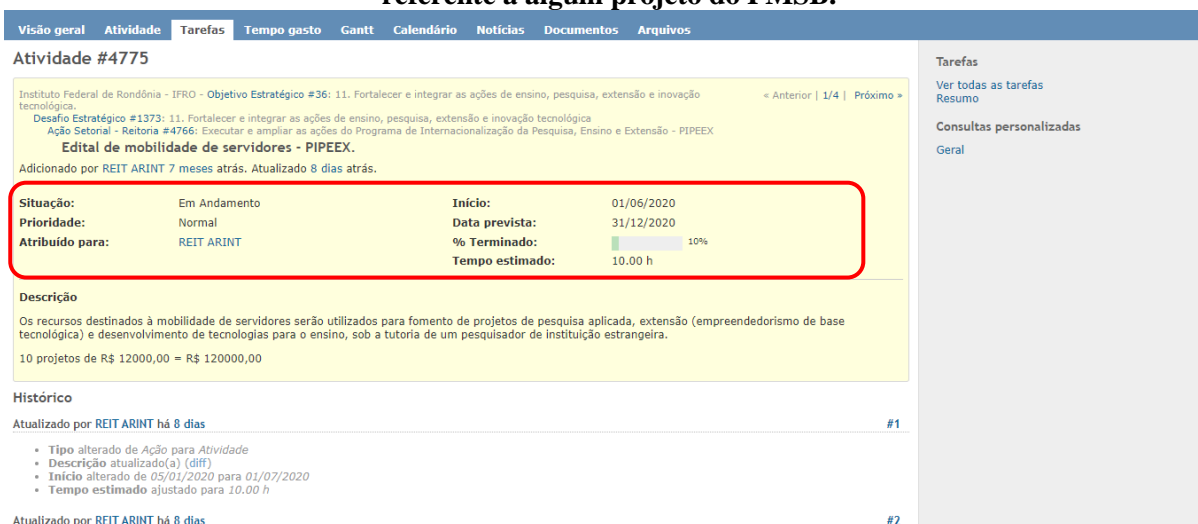 referente a algum projeto do PMSB.
Visão geral Atividade Tarefas Tempo gasto Gantt Calendário Notícias Documentos Arquivos
Atividade #4775
Instituto Federal de Rondônia - IFRO - Objetivo Estratégico #36: 11. Fortalecer e integrar as ações de ensino, pesquisa, extensão e inovação
tecnológica.
« Anterior | 1/4 | Próximo »
Desafio Estratégico #1373: 11. Fortalecer e integrar as ações de ensino, pesquisa, extensão e inovação tecnológica
Ação Setorial - Reitoria #4766: Executar e ampliar as ações do Programa de Internacionalização da Pesquisa, Ensino e Extensão - PIPEEX
Edital de mobilidade de servidores - PIPEEX.
Adicionado por REIT ARINT 7 meses atrás. Atualizado 8 dias atrás.
Situação: Em Andamento Início: 01/06/2020
Prioridade: Normal Data prevista: 31/12/2020
Atribuído para: REIT ARINT % Terminado: 10%
Tempo estimado: 10.00 h
Descrição
Os recursos destinados à mobilidade de servidores serão utilizados para fomento de projetos de pesquisa aplicada, extensão (empreendedorismo de base
tecnológica) e desenvolvimento de tecnologias para o ensino, sob a tutoria de um pesquisador de instituição estrangeira.
10 projetos de R$ 12000,00 = R$ 120000,00
Histórico
Atualizado por REIT ARINT há 8 dias #1
Tipo alterado de Ação para Atividade
Descrição atualizado(a) (diff)
Início alterado de 05/01/2020 para 01/07/2020
Tempo estimado ajustado para 10.00 h
Atualizado por REIT ARINT há 8 dias #2
Tarefas
Ver todas as tarefas
Resumo
Consultas personalizadas
Geral